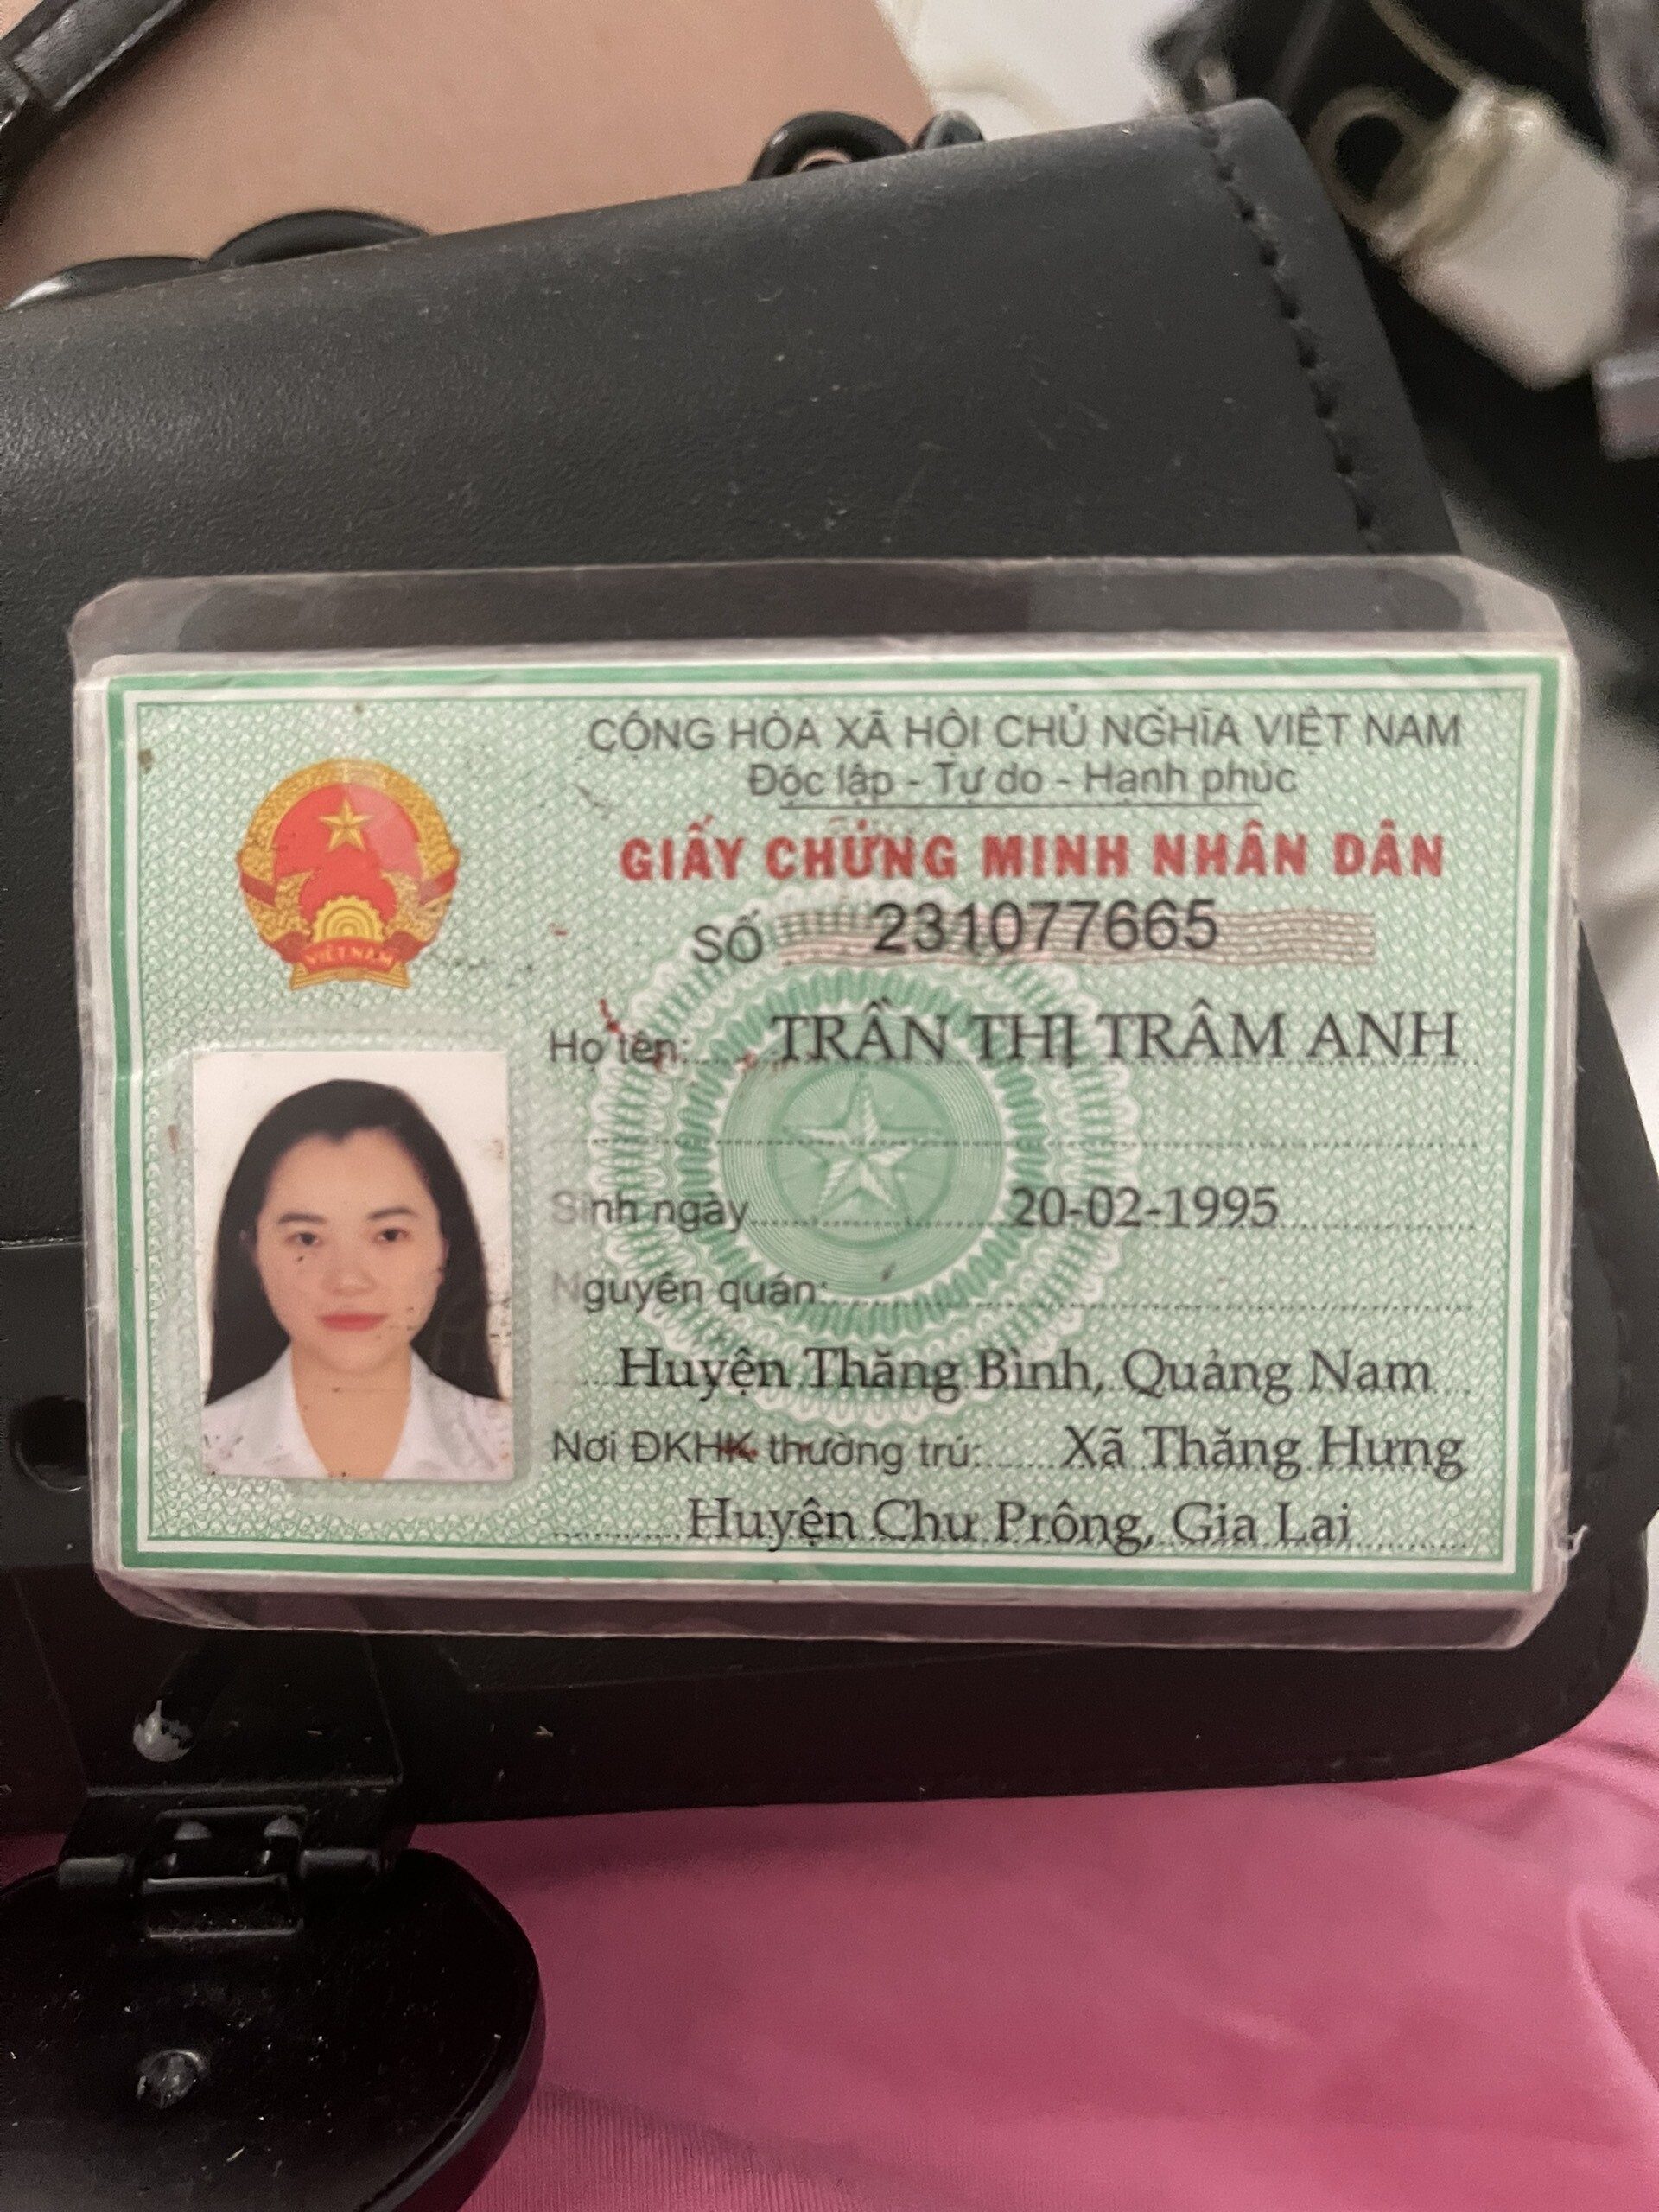 CỘNG HÒA XÃ HỘI CHỦ NGHĨA VIỆT NAM
Độc lập - Tự do - Hạnh phúc
GIẤY CHỨNG MINH NHÂN DÂN
SỐ 231077665
VIỆT NAM
Họ tên: TRẦN THỊ TRÂM ANH
Sinh ngày 20-02-1995
Nguyên quán:
Huyện Thăng Bình, Quảng Nam
Nơi ĐKHK thường trú: Xã Thăng Hưng
Huyện Chư Prông, Gia Lai